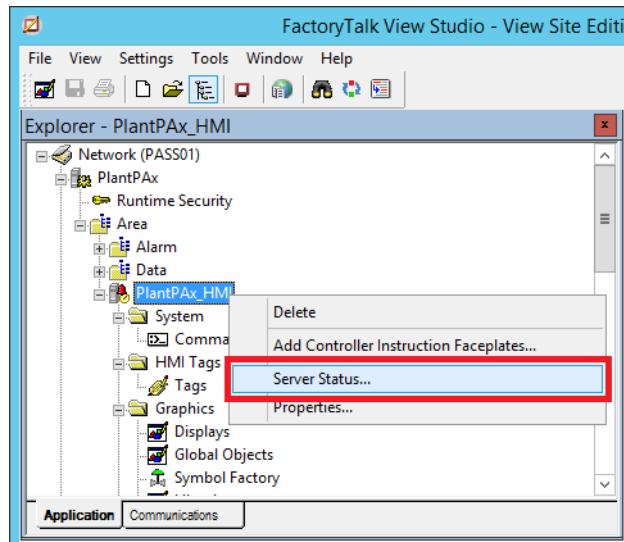 FactoryTalk View Studio - View Site Editi
File View Settings Tools Window Help
Explorer - PlantPAx_HMI
Network (PASS01)
PlantPAx
Runtime Security
Area
Alarm
Data
PlantPAx_HMI
Delete
System
Comma
Add Controller Instruction Faceplates...
HMI Tags
Server Status...
Tags
Properties...
Graphics
Displays
Global Objects
Symbol Factory
Application Communications